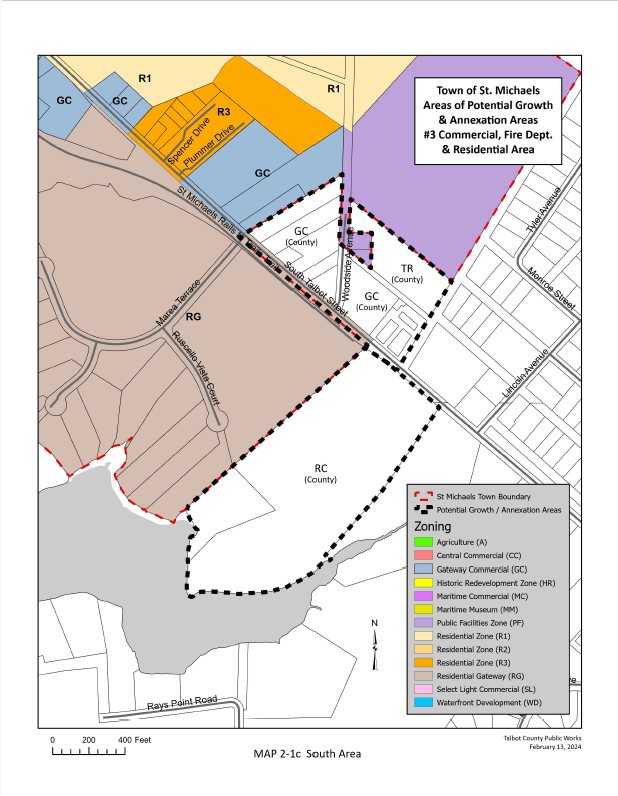 Town of St. Michaels
Areas of Potential Growth
& Annexation Areas
#3 Commercial, Fire Dept.
& Residential Area
R1
R1
GC
GC
R3
Spencer Drive
Plummer Drive
GC
St Michaels Rails
GC
(County)
Woodside Avenue
TR
(County)
GC
(County)
South Talbot Street
Tyler Avenue
Monroe Street
Lincoln Avenue
Marea Terrace
RG
Ruscello Vista Court
RC
(County)
Rays Point Road
N
St Michaels Town Boundary
Potential Growth / Annexation Areas
Zoning
Agriculture (A)
Central Commercial (CC)
Gateway Commercial (GC)
Historic Redevelopment Zone (HR)
Maritime Commercial (MC)
Maritime Museum (MM)
Public Facilities Zone (PF)
Residential Zone (R1)
Residential Zone (R2)
Residential Zone (R3)
Residential Gateway (RG)
Select Light Commercial (SL)
Waterfront Development (WD)
0 200 400 Feet
MAP 2-1c South Area
Talbot County Public Works
February 13, 2024